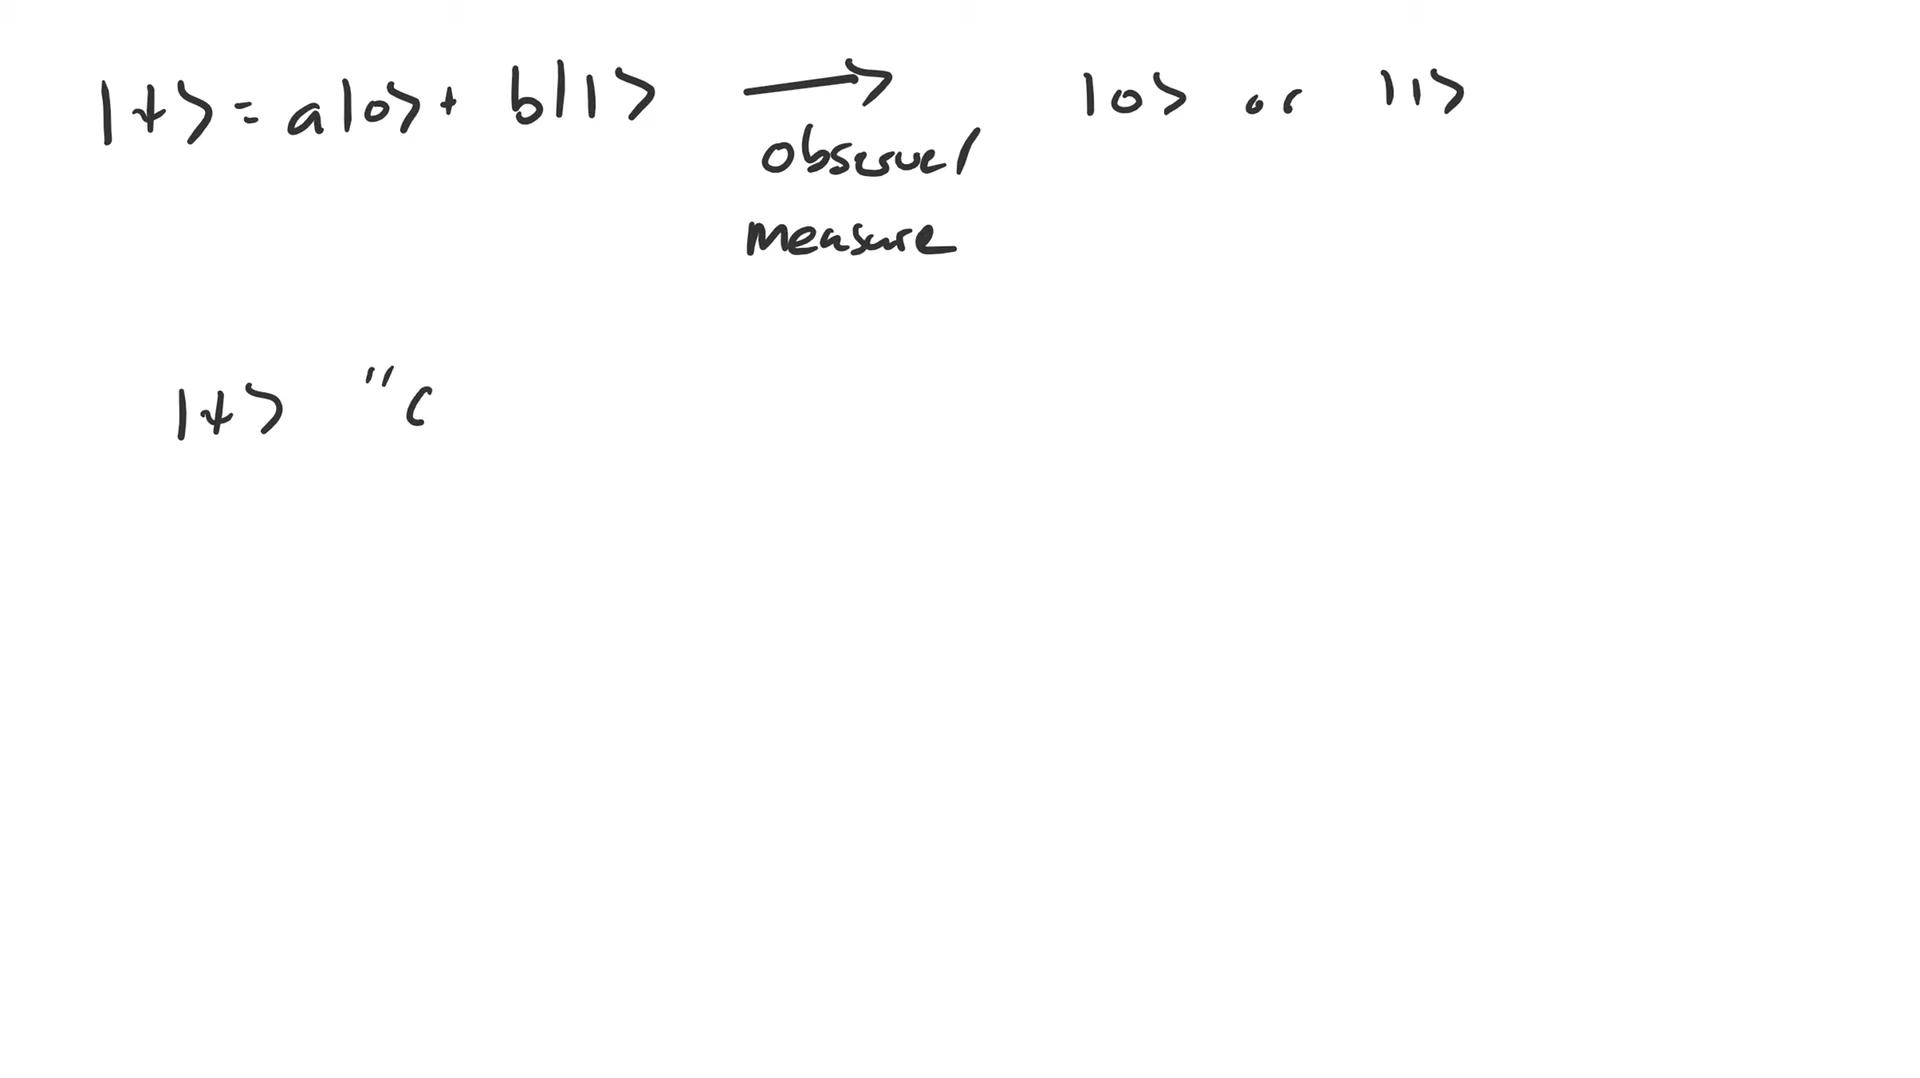 |ψ> = a|0> + b|1> → |0> or |1>
observe/
measure
|ψ> "c